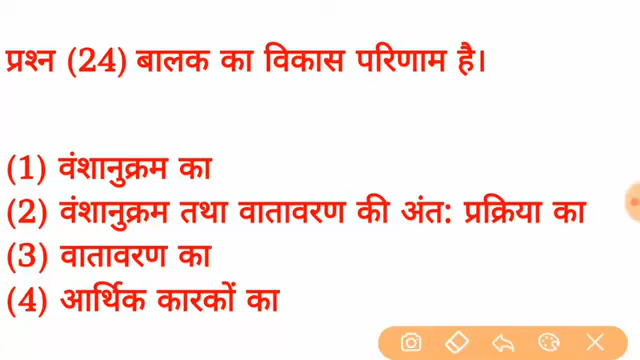 प्रश्न (24) बालक का विकास परिणाम है।
(1) वंशानुक्रम का
(2) वंशानुक्रम तथा वातावरण की अंत: प्रक्रिया का
(3) वातावरण का
(4) आर्थिक कारकों का